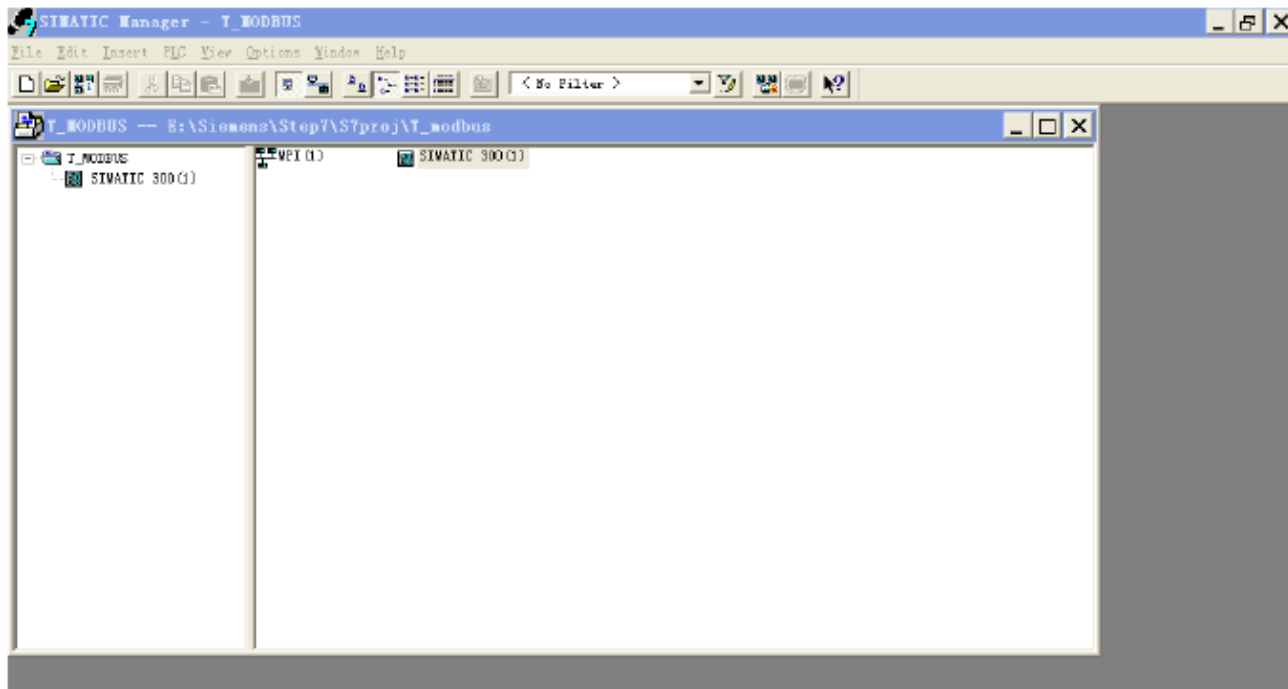 SIMATIC Manager - T_MODBUS
File Edit Insert PLC View Options Window Help
< No Filter >
T_MODBUS -- E:\Siemens\Step7\S7proj\T_modbus
T_MODBUS
SIMATIC 300(1)
MPI(1)
SIMATIC 300(1)